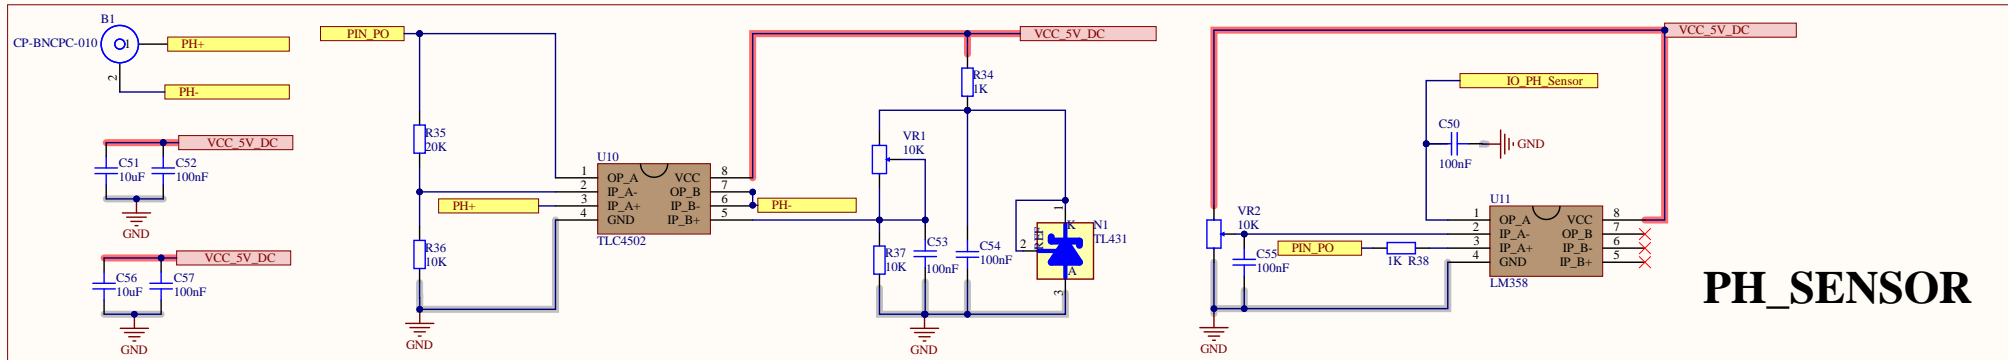 B1
CP-BNCPC-010
1
PH+
2
PH-
VCC_5V_DC
C51
10uF
C52
100nF
GND
VCC_5V_DC
C56
10uF
C57
100nF
GND
PIN_PO
R35
20K
PH+
R36
10K
GND
U10
1 OP_A VCC 8
2 IP_A- OP_B 7
3 IP_A+ IP_B- 6
4 GND IP_B+ 5
TLC4502
PH-
VCC_5V_DC
R34
1K
VR1
10K
R37
10K
C53
100nF
C54
100nF
1
K
N1
TL431
2
REF
A
3
GND
VCC_5V_DC
IO_PH_Sensor
C50
100nF
GND
VR2
10K
C55
100nF
PIN_PO
1K R38
U11
1 OP_A VCC 8
2 IP_A- OP_B 7
3 IP_A+ IP_B- 6
4 GND IP_B+ 5
LM358
GND
PH_SENSOR